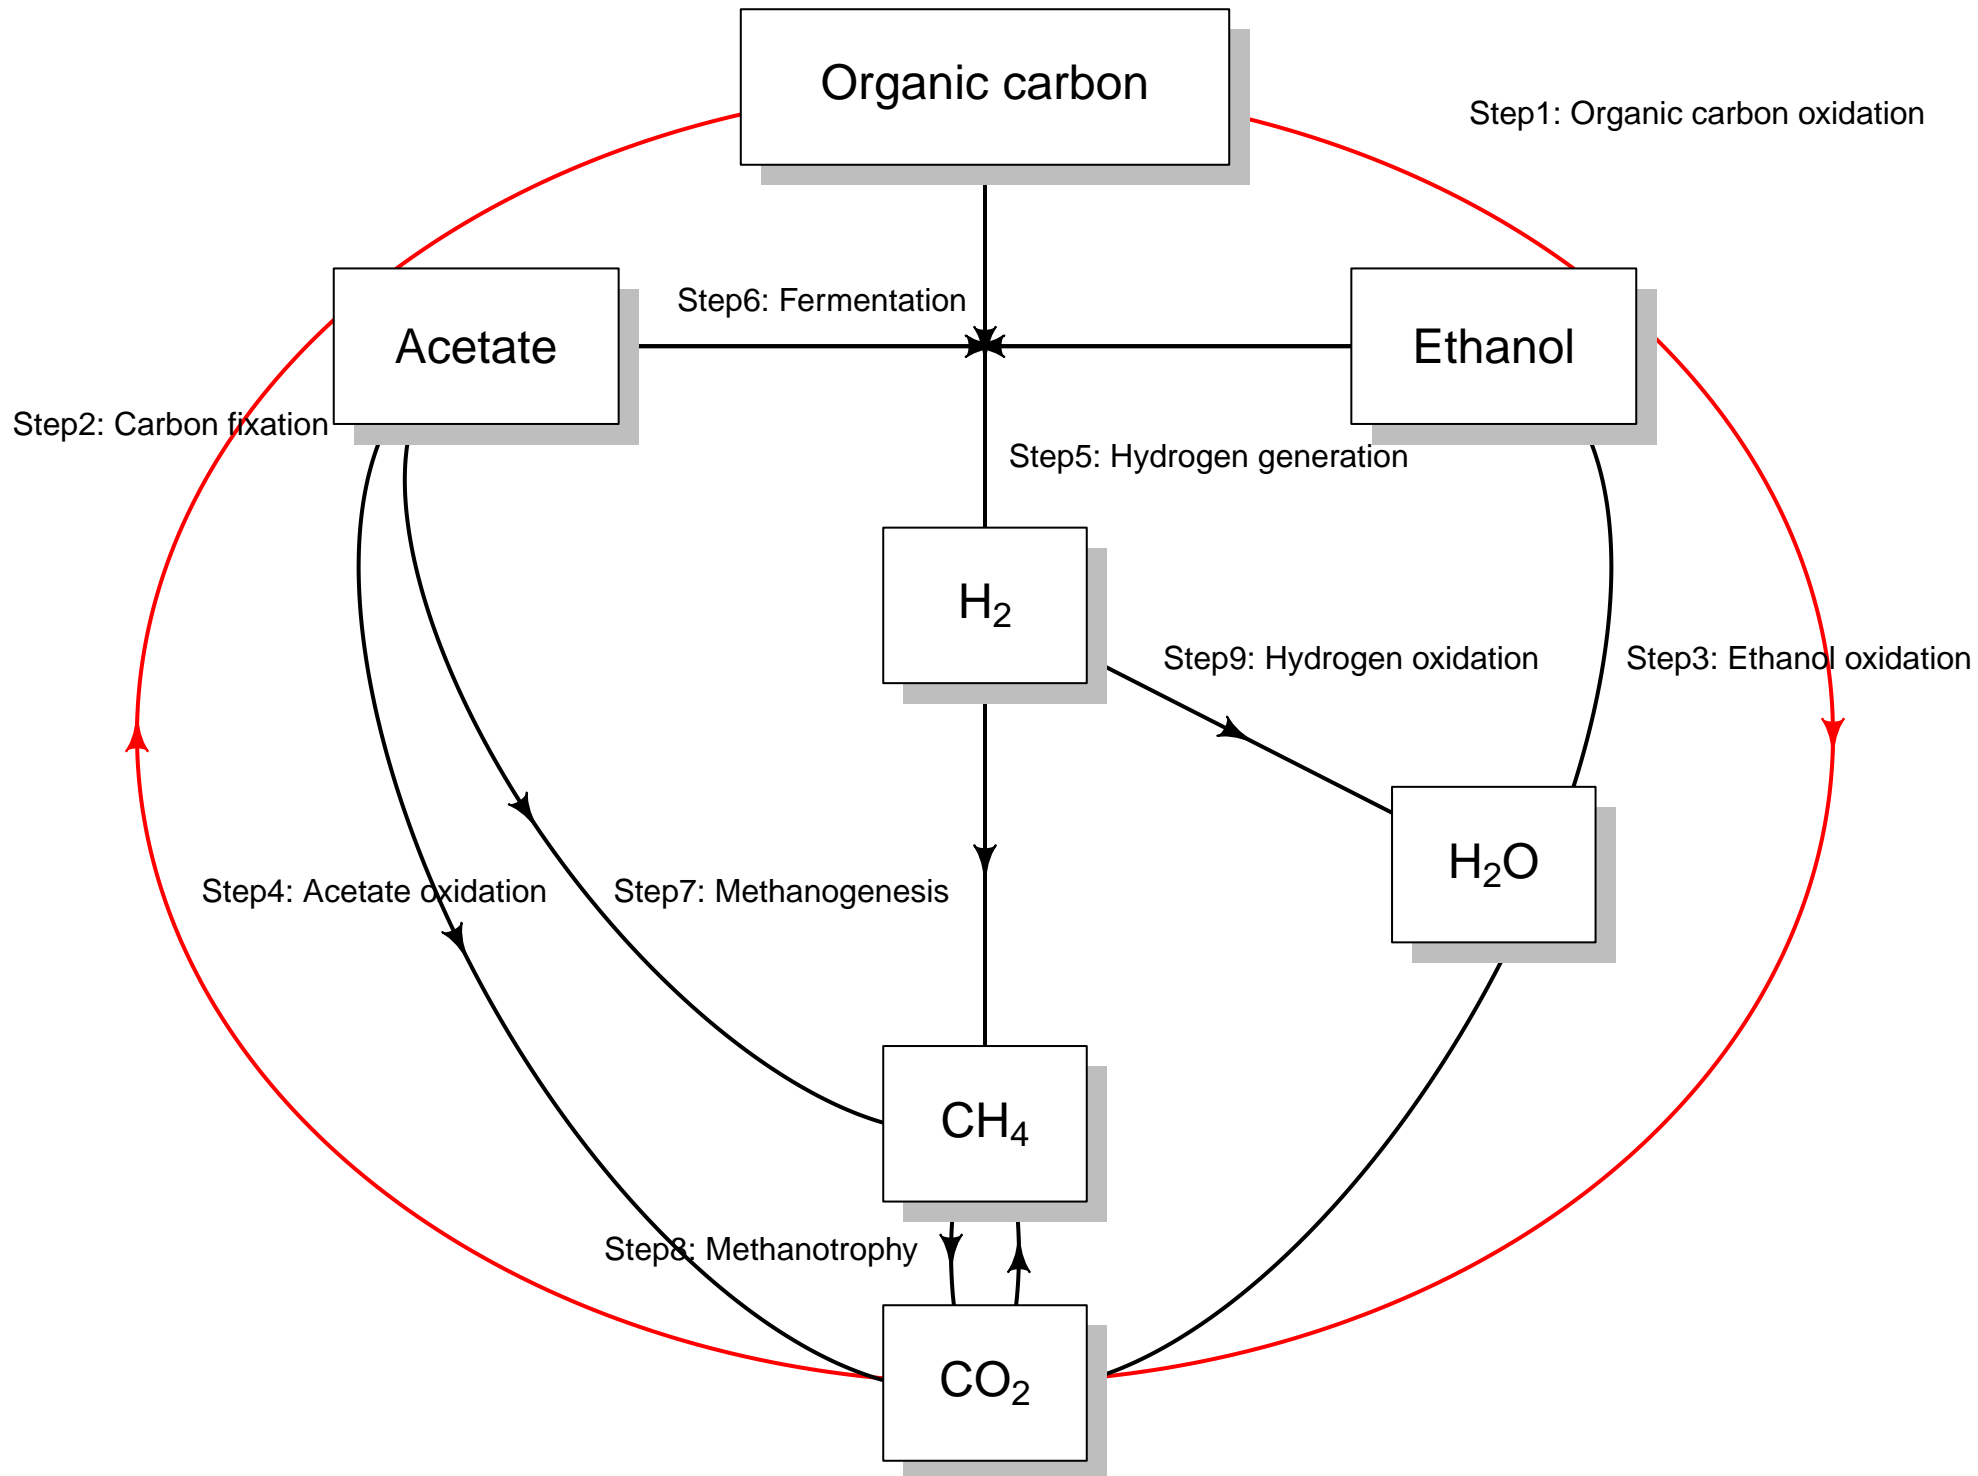 Organic carbon
Step1: Organic carbon oxidation
Step6: Fermentation
Acetate
Ethanol
Step2: Carbon fixation
Step5: Hydrogen generation
H₂
Step9: Hydrogen oxidation
Step3: Ethanol oxidation
H₂O
Step4: Acetate oxidation
Step7: Methanogenesis
CH₄
Step8: Methanotrophy
CO₂